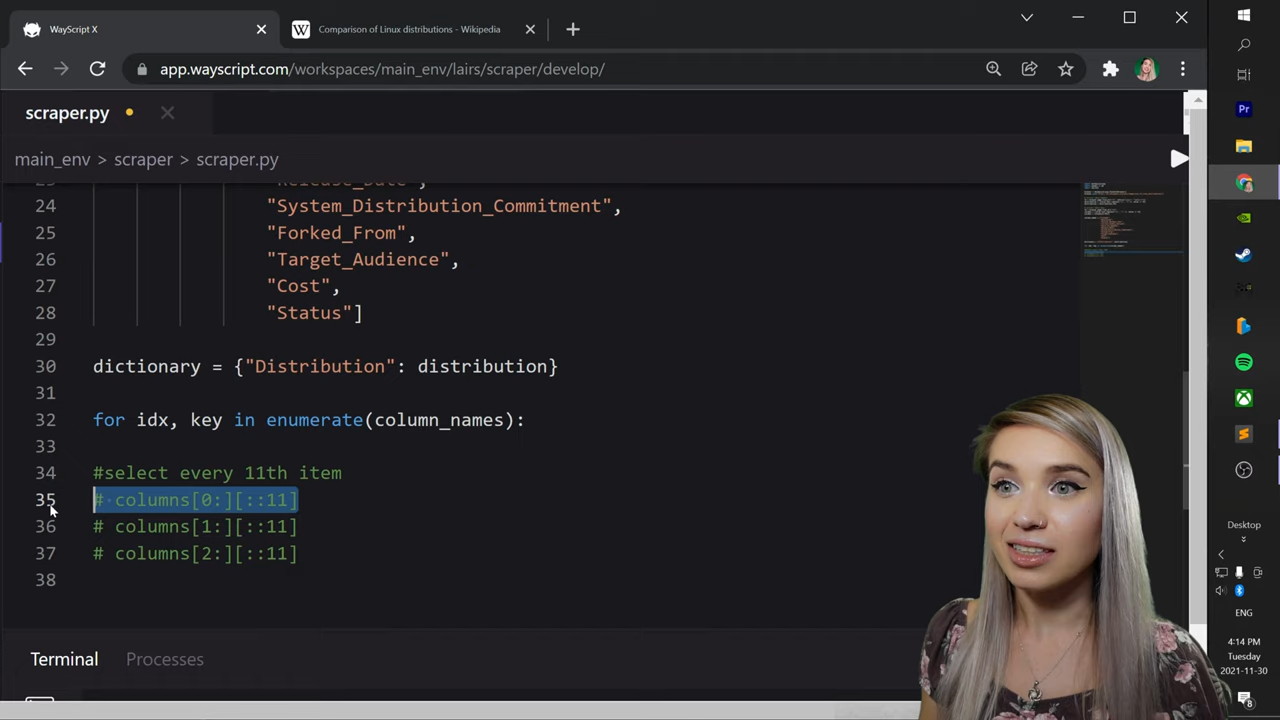 WayScript X
W Comparison of Linux distributions - Wikipedia
app.wayscript.com/workspaces/main_env/lairs/scraper/develop/
scraper.py
main_env > scraper > scraper.py
"Release_Date",
24 "System_Distribution_Commitment",
25 "Forked_From",
26 "Target_Audience",
27 "Cost",
28 "Status"]
29
30 dictionary = {"Distribution": distribution}
31
32 for idx, key in enumerate(column_names):
33
34 #select every 11th item
35 # columns[0:][::11]
36 # columns[1:][::11]
37 # columns[2:][::11]
38
Terminal Processes
Pr
Desktop
ENG
4:14 PM
Tuesday
2021-11-30
8